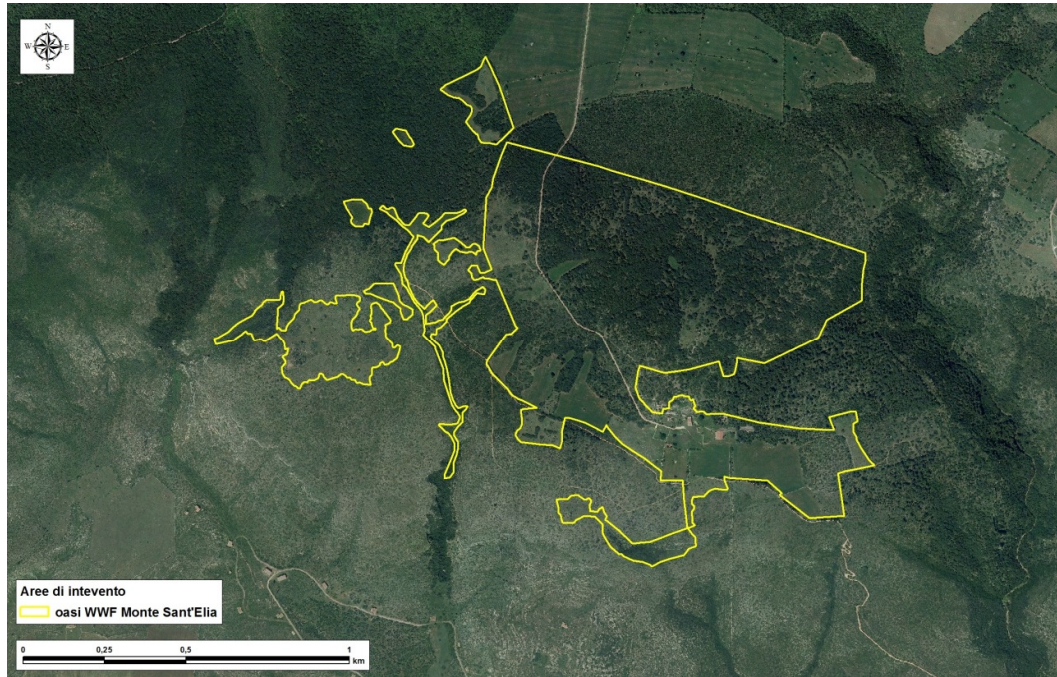 N
W E
S
Aree di intevento
oasi WWF Monte Sant'Elia
0 0,25 0,5 1
km